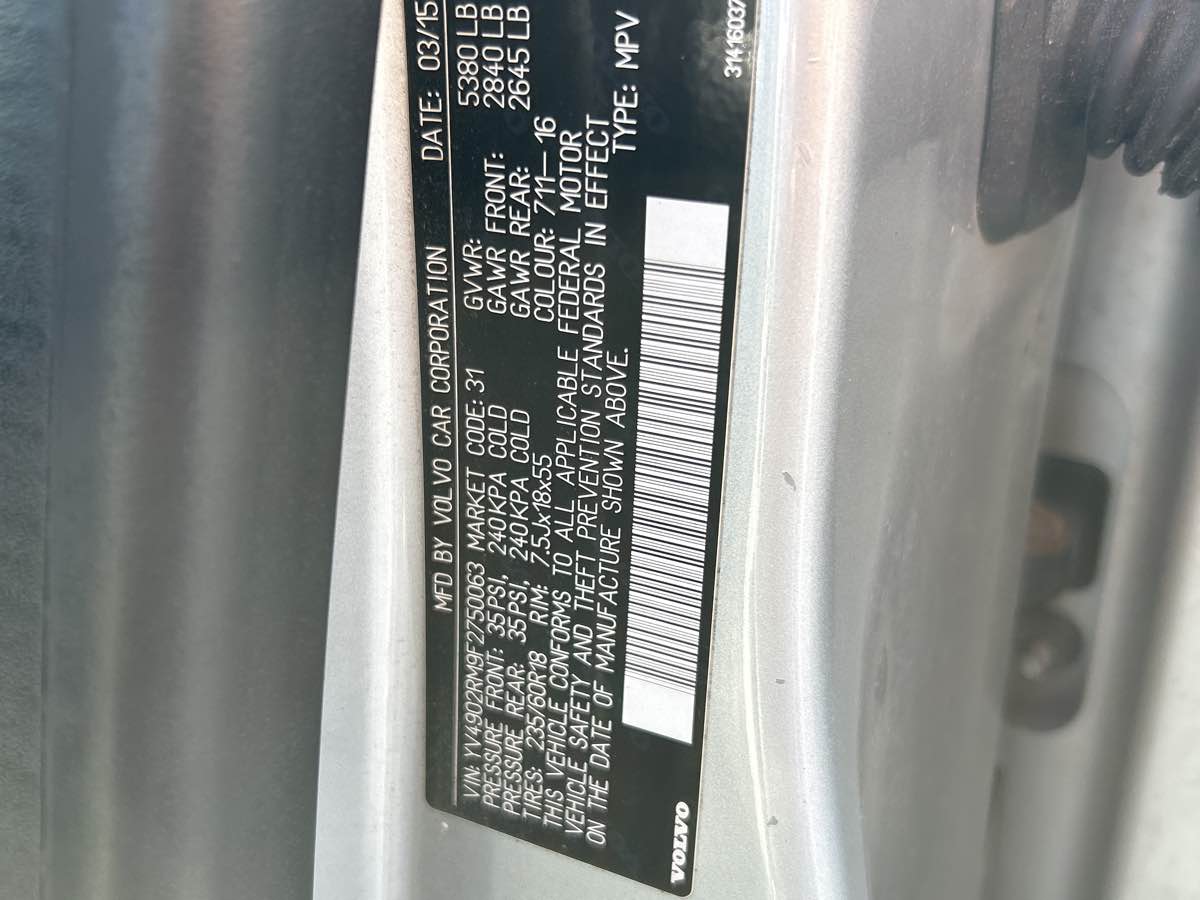 MFD BY VOLVO CAR CORPORATION DATE: 03/15
VIN: YV4902RM9F2750063 MARKET CODE: 31 GVWR: 5380 LB
PRESSURE FRONT: 35PSI, 240KPA COLD GAWR FRONT: 2840 LB
PRESSURE REAR: 35PSI, 240KPA COLD GAWR REAR: 2645 LB
TIRES: 235/60R18 RIM: 7.5Jx18x55 COLOUR: 711-16
THIS VEHICLE CONFORMS TO ALL APPLICABLE FEDERAL MOTOR
VEHICLE SAFETY AND THEFT PREVENTION STANDARDS IN EFFECT
ON THE DATE OF MANUFACTURE SHOWN ABOVE. TYPE: MPV
VOLVO
31416037